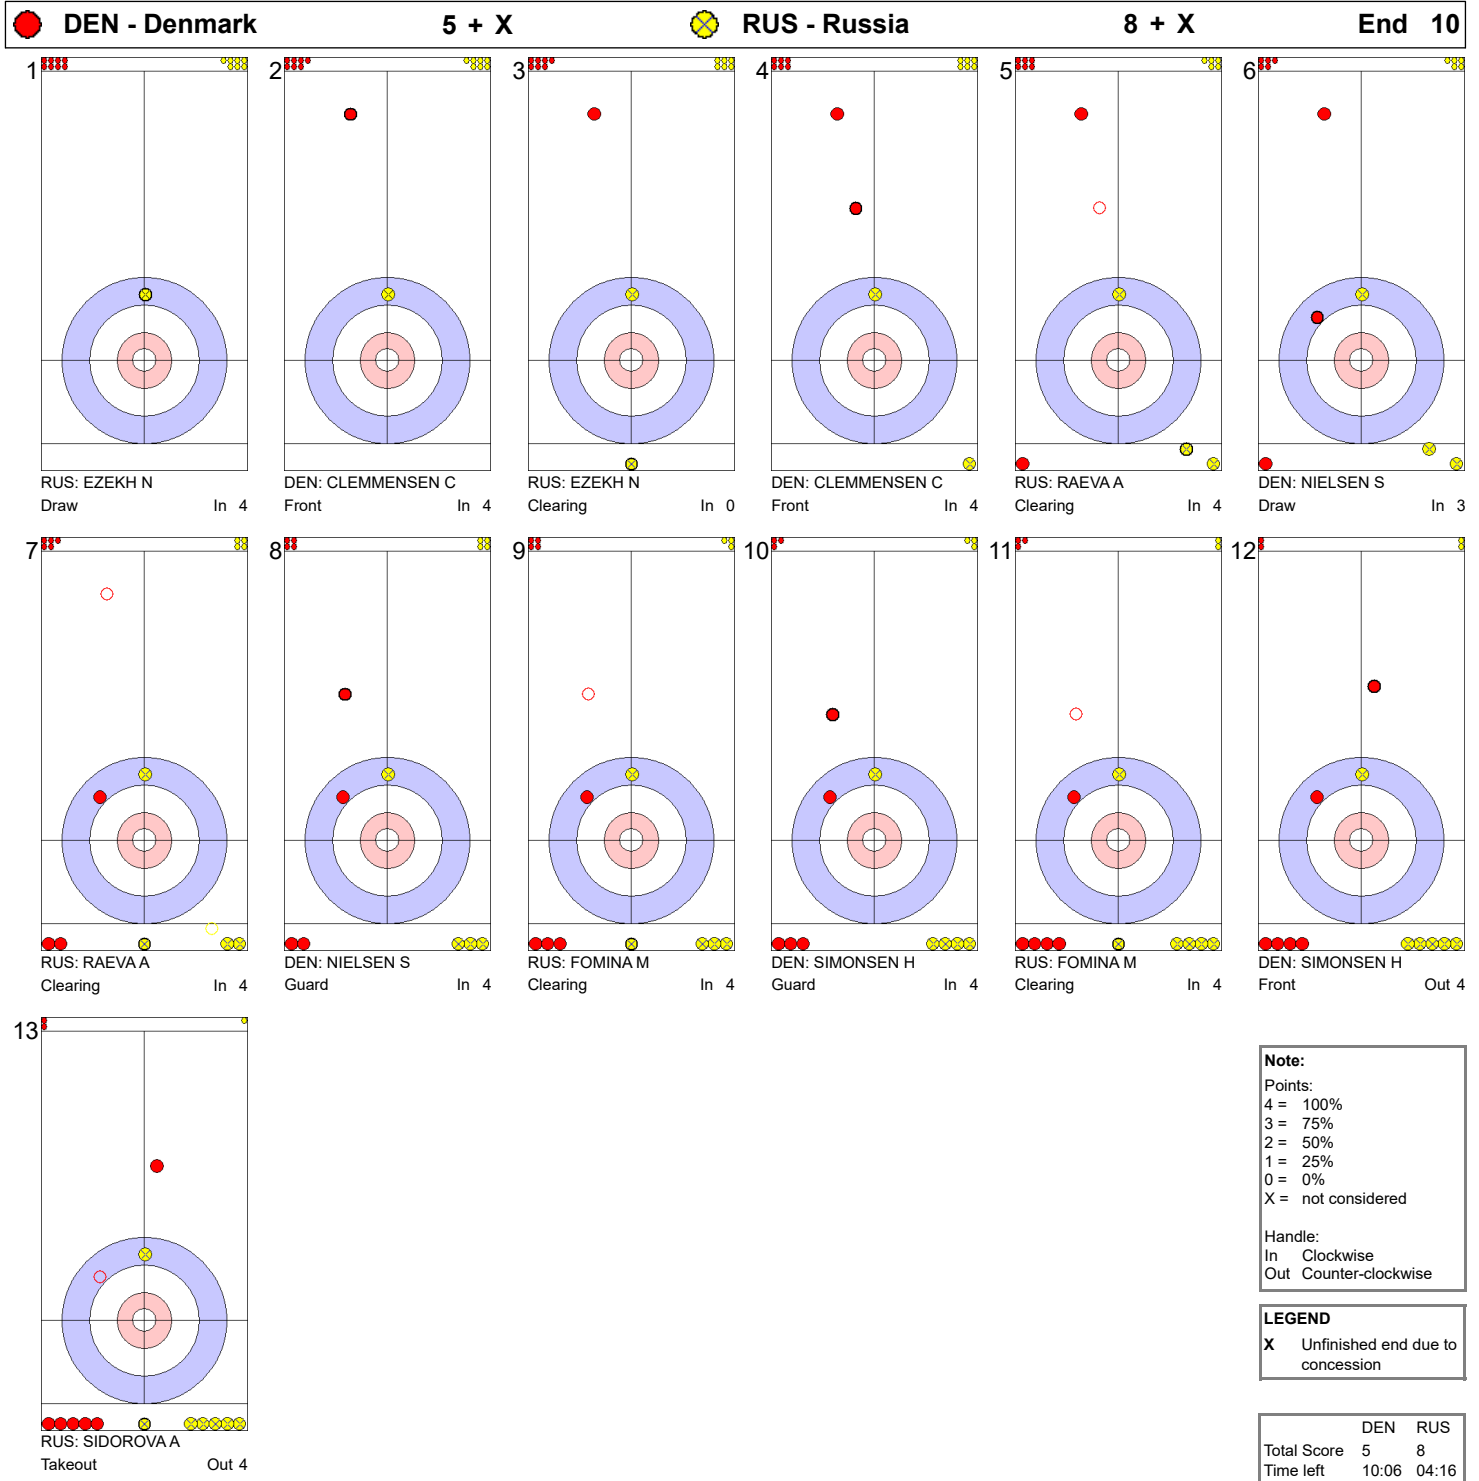 DEN - Denmark 5 + X RUS - Russia 8 + X End 10
1 2 3 4 5 6
RUS: EZEKH N DEN: CLEMMENSEN C RUS: EZEKH N DEN: CLEMMENSEN C RUS: RAEVA A DEN: NIELSEN S
Draw In 4 Front In 4 Clearing In 0 Front In 4 Clearing In 4 Draw In 3
7 8 9 10 11 12
RUS: RAEVA A DEN: NIELSEN S RUS: FOMINA M DEN: SIMONSEN H RUS: FOMINA M DEN: SIMONSEN H
Clearing In 4 Guard In 4 Clearing In 4 Guard In 4 Clearing In 4 Front Out 4
13
RUS: SIDOROVA A
Takeout Out 4
Note:
Points:
4 = 100%
3 = 75%
2 = 50%
1 = 25%
0 = 0%
X = not considered
Handle:
In Clockwise
Out Counter-clockwise
LEGEND
X Unfinished end due to
concession
DEN RUS
Total Score 5 8
Time left 10:06 04:16